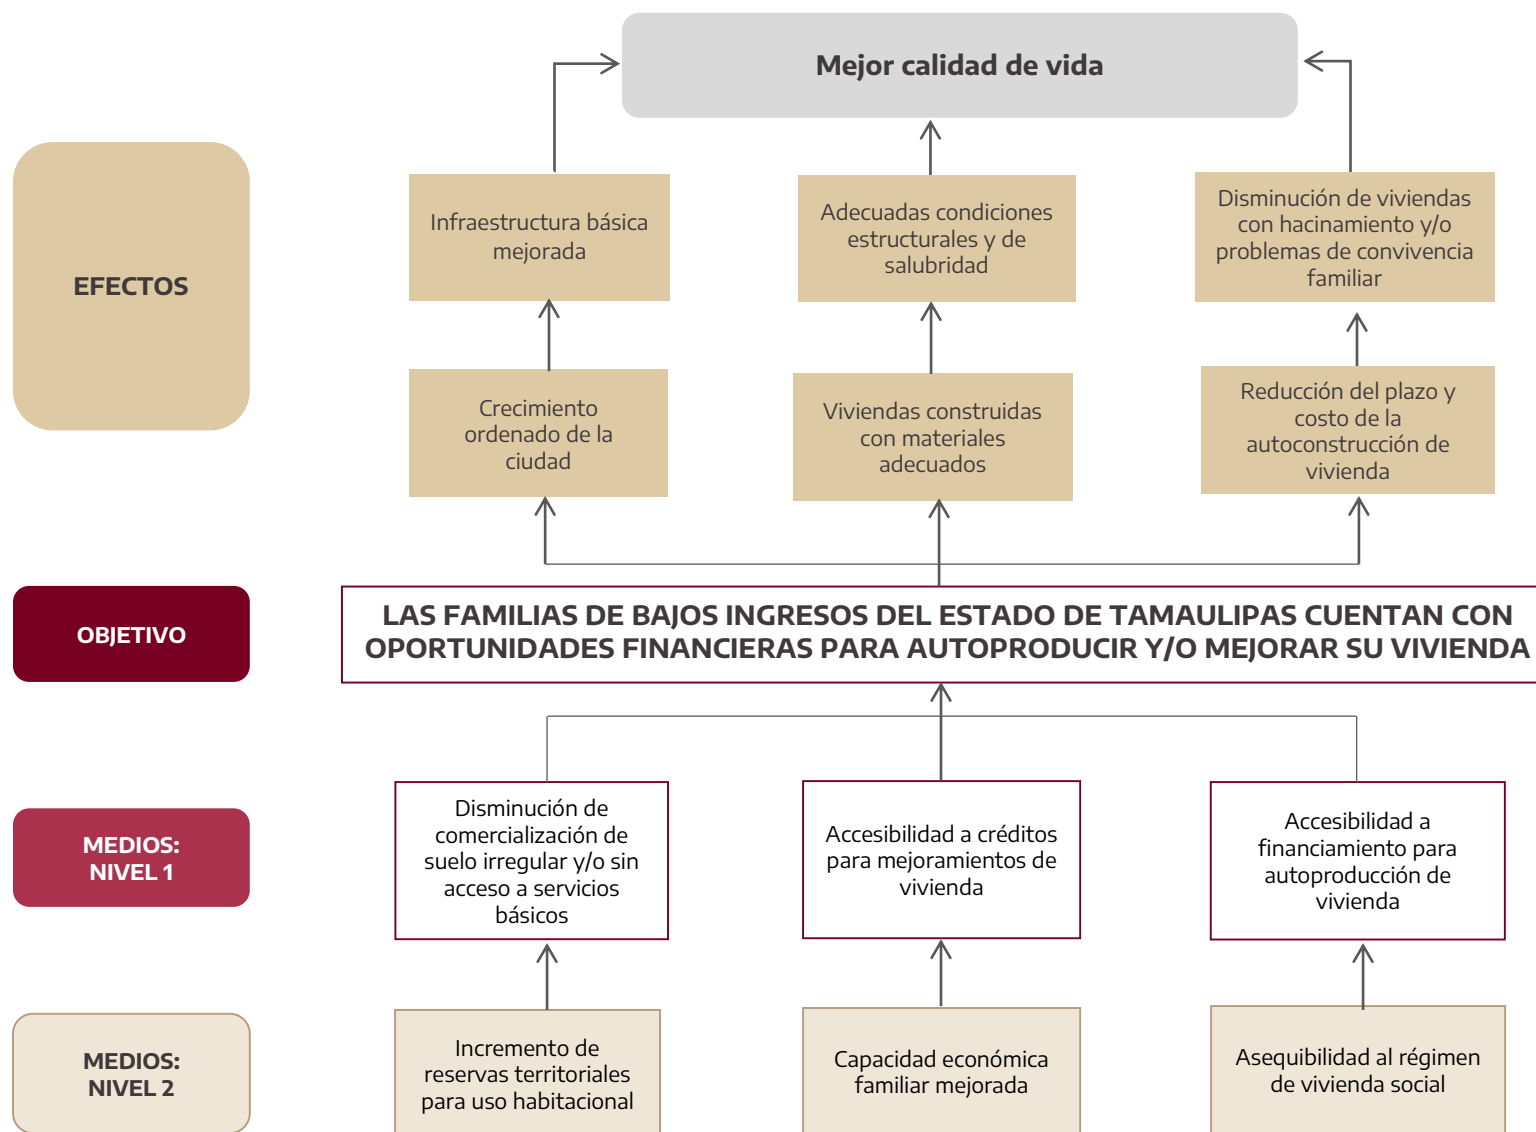 Mejor calidad de vida
EFECTOS
Infraestructura básica
mejorada
Adecuadas condiciones
estructurales y de
salubridad
Disminución de viviendas
con hacinamiento y/o
problemas de convivencia
familiar
Crecimiento
ordenado de la
ciudad
Viviendas construidas
con materiales
adecuados
Reducción del plazo y
costo de la
autoconstrucción de
vivienda
OBJETIVO
LAS FAMILIAS DE BAJOS INGRESOS DEL ESTADO DE TAMAULIPAS CUENTAN CON
OPORTUNIDADES FINANCIERAS PARA AUTOPRODUCIR Y/O MEJORAR SU VIVIENDA
MEDIOS:
NIVEL 1
Disminución de
comercialización de
suelo irregular y/o sin
acceso a servicios
básicos
Accesibilidad a créditos
para mejoramientos de
vivienda
Accesibilidad a
financiamiento para
autoproducción de
vivienda
MEDIOS:
NIVEL 2
Incremento de
reservas territoriales
para uso habitacional
Capacidad económica
familiar mejorada
Asequibilidad al régimen
de vivienda social